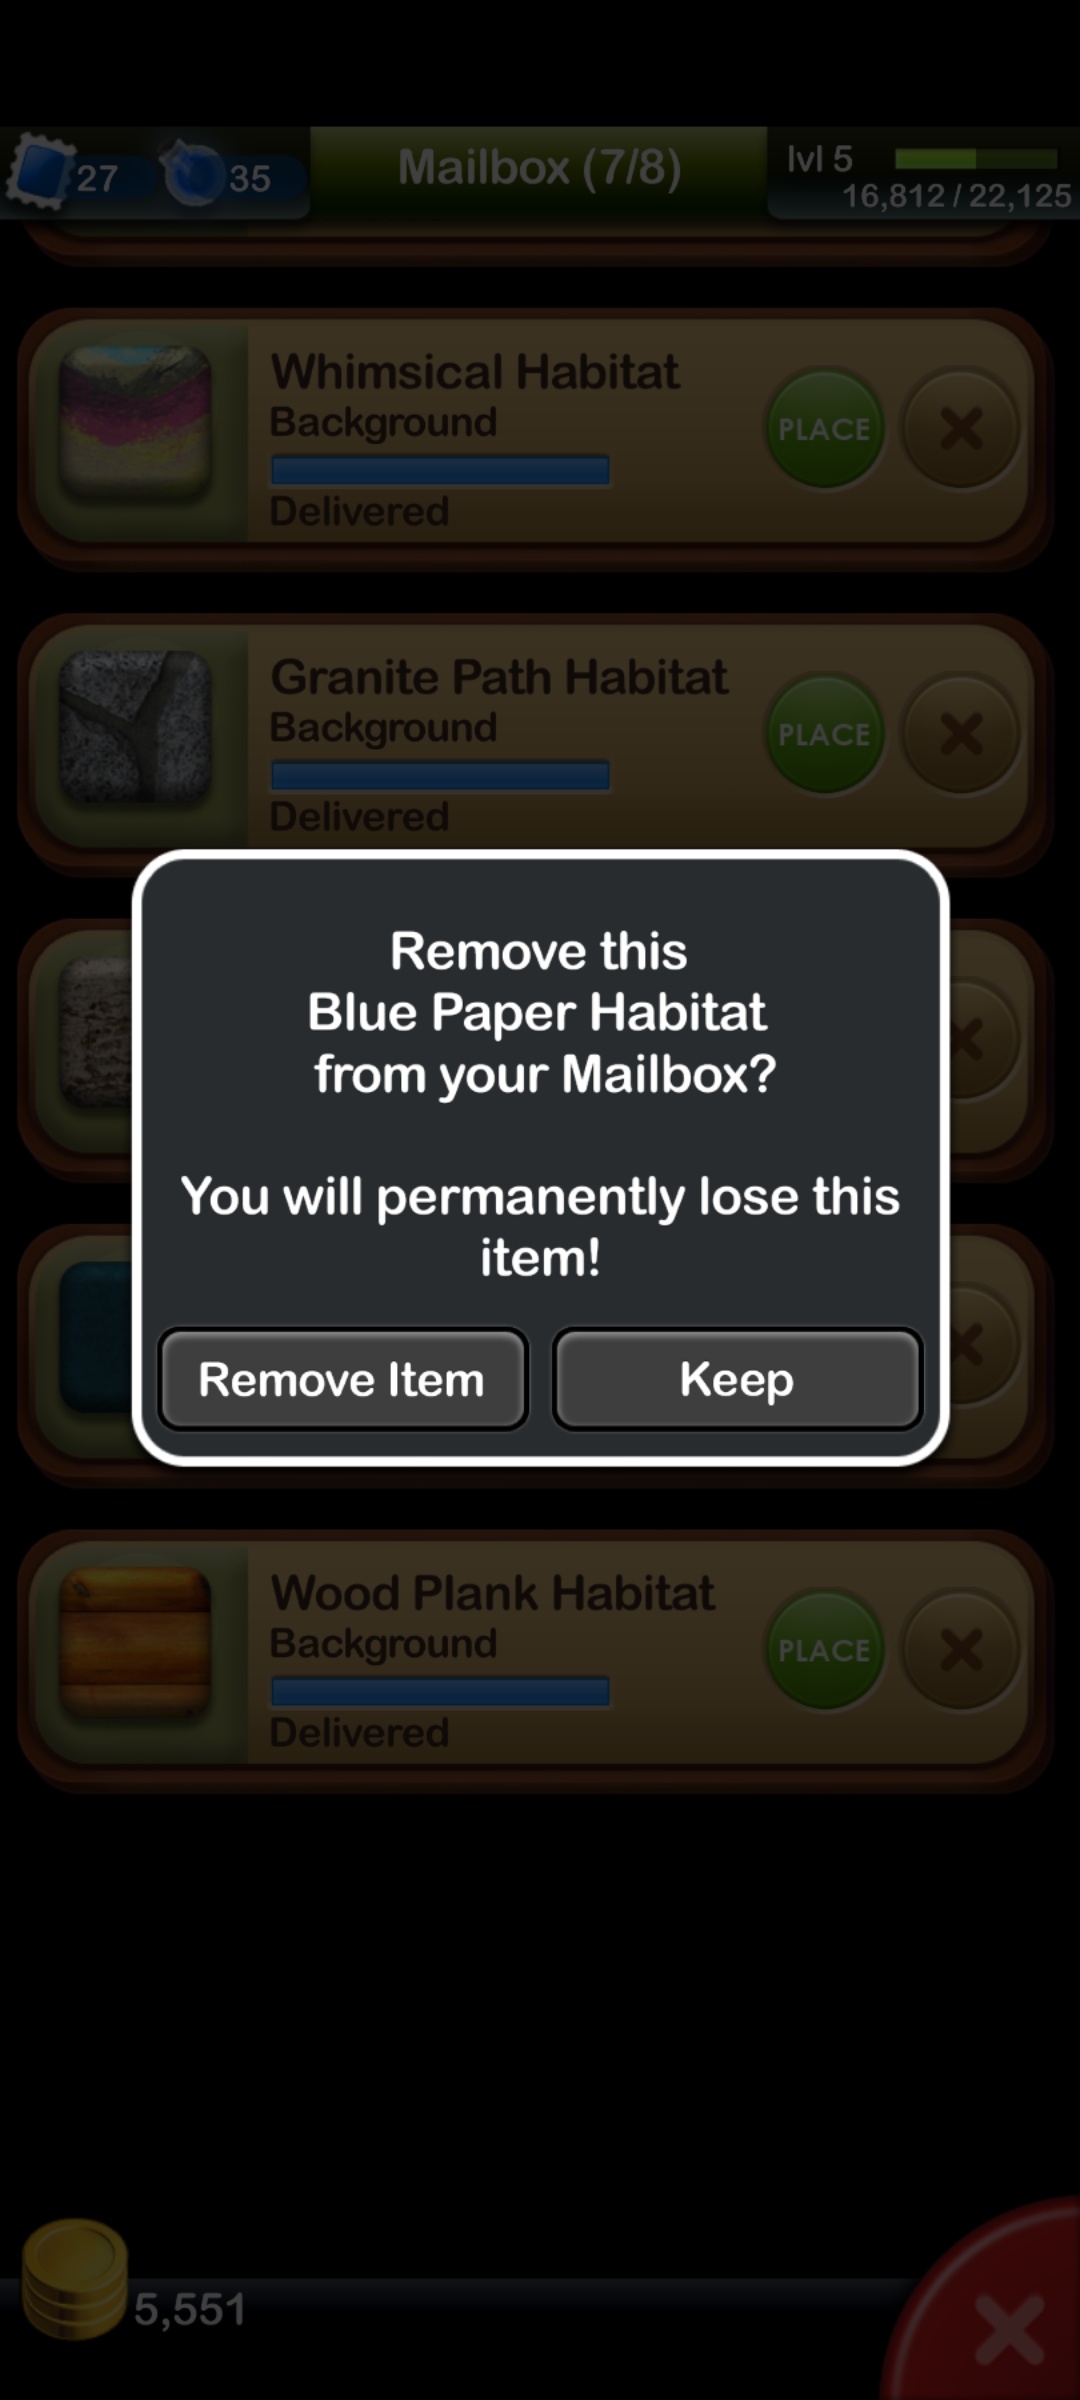 27
35
Mailbox (7/8)
lvl 5
16,812 / 22,125
Whimsical Habitat
Background
Delivered
PLACE
Granite Path Habitat
Background
Delivered
PLACE
Remove this
Blue Paper Habitat
from your Mailbox?
You will permanently lose this
item!
Remove Item
Keep
Wood Plank Habitat
Background
Delivered
PLACE
5,551